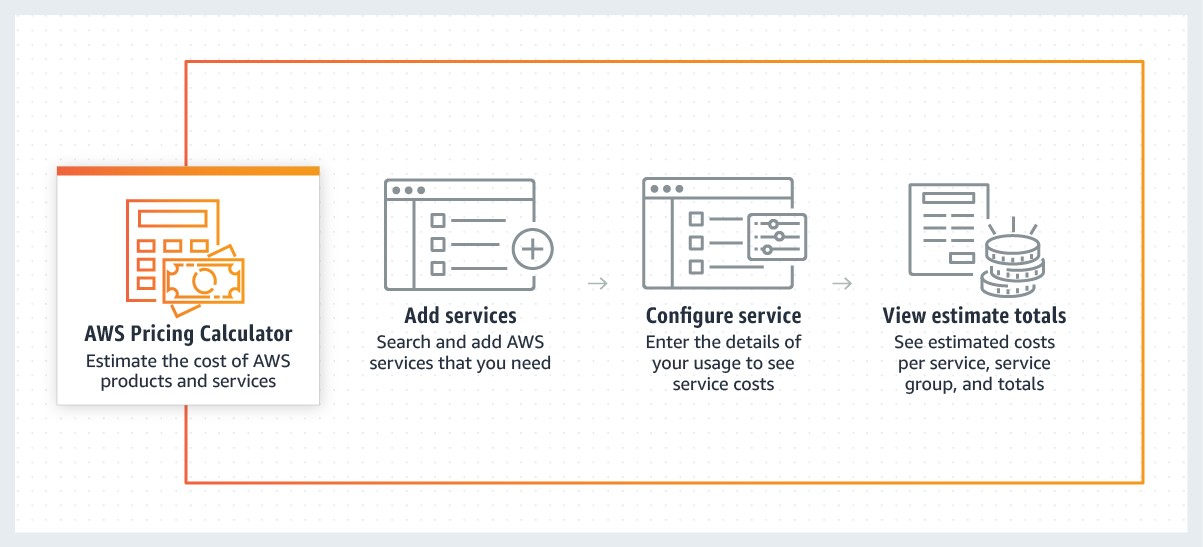 AWS Pricing Calculator
Estimate the cost of AWS
products and services
Add services
Search and add AWS
services that you need
Configure service
Enter the details of
your usage to see
service costs
View estimate totals
See estimated costs
per service, service
group, and totals